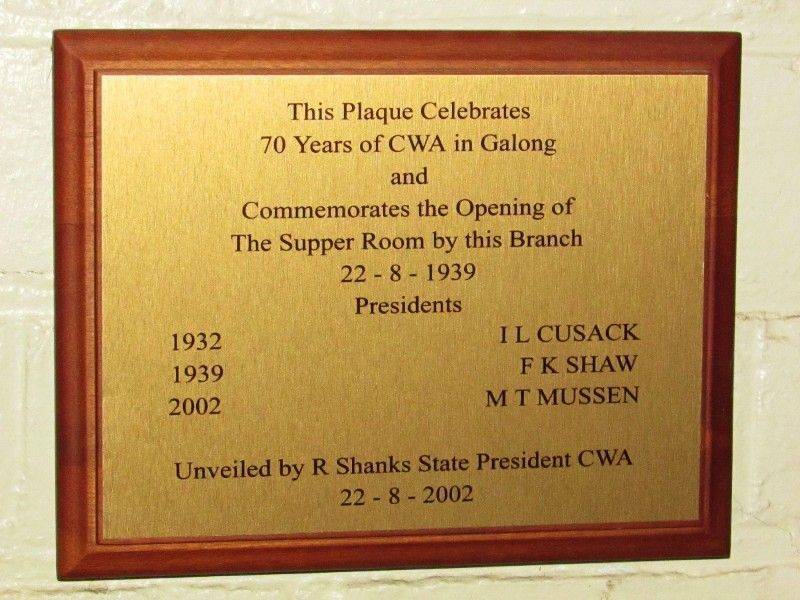 This Plaque Celebrates
70 Years of CWA in Galong
and
Commemorates the Opening of
The Supper Room by this Branch
22 - 8 - 1939
Presidents
1932 I L CUSACK
1939 F K SHAW
2002 M T MUSSEN
Unveiled by R Shanks State President CWA
22 - 8 - 2002